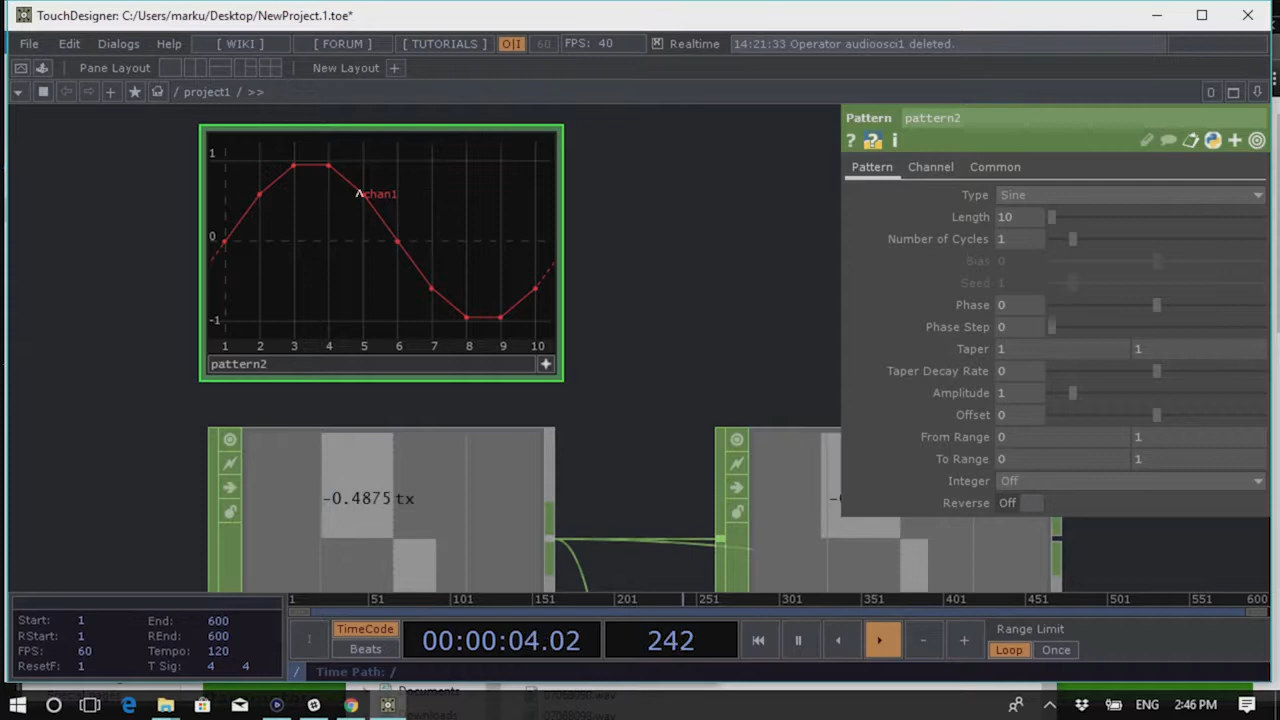 TouchDesigner: C:/Users/marku/Desktop/NewProject.1.toe*
File Edit Dialogs Help [ WIKI ] [ FORUM ] [ TUTORIALS ] O|I 60 FPS: 40 Realtime 14:21:33 Operator audioosci1 deleted.
Pane Layout New Layout +
/ project1 / >> 0
Pattern pattern2
? ? i
Pattern Channel Common
Type Sine
Length 10
Number of Cycles 1
Bias 0
Seed 1
Phase 0
Phase Step 0
Taper 1 1
Taper Decay Rate 0
Amplitude 1
Offset 0
From Range 0 1
To Range 0 1
Integer Off
Reverse Off
1
chan1
0
-1
1 2 3 4 5 6 7 8 9 10
pattern2
-0.4875 tx
1 51 101 151 201 251 301 351 401 451 501 551 600
Start: 1 End: 600
RStart: 1 REnd: 600
FPS: 60 Tempo: 120
ResetF: 1 T Sig: 4 4
TimeCode
Beats
00:00:04.02
242
Range Limit
Loop Once
/ Time Path: /
Documents
ENG 2:46 PM